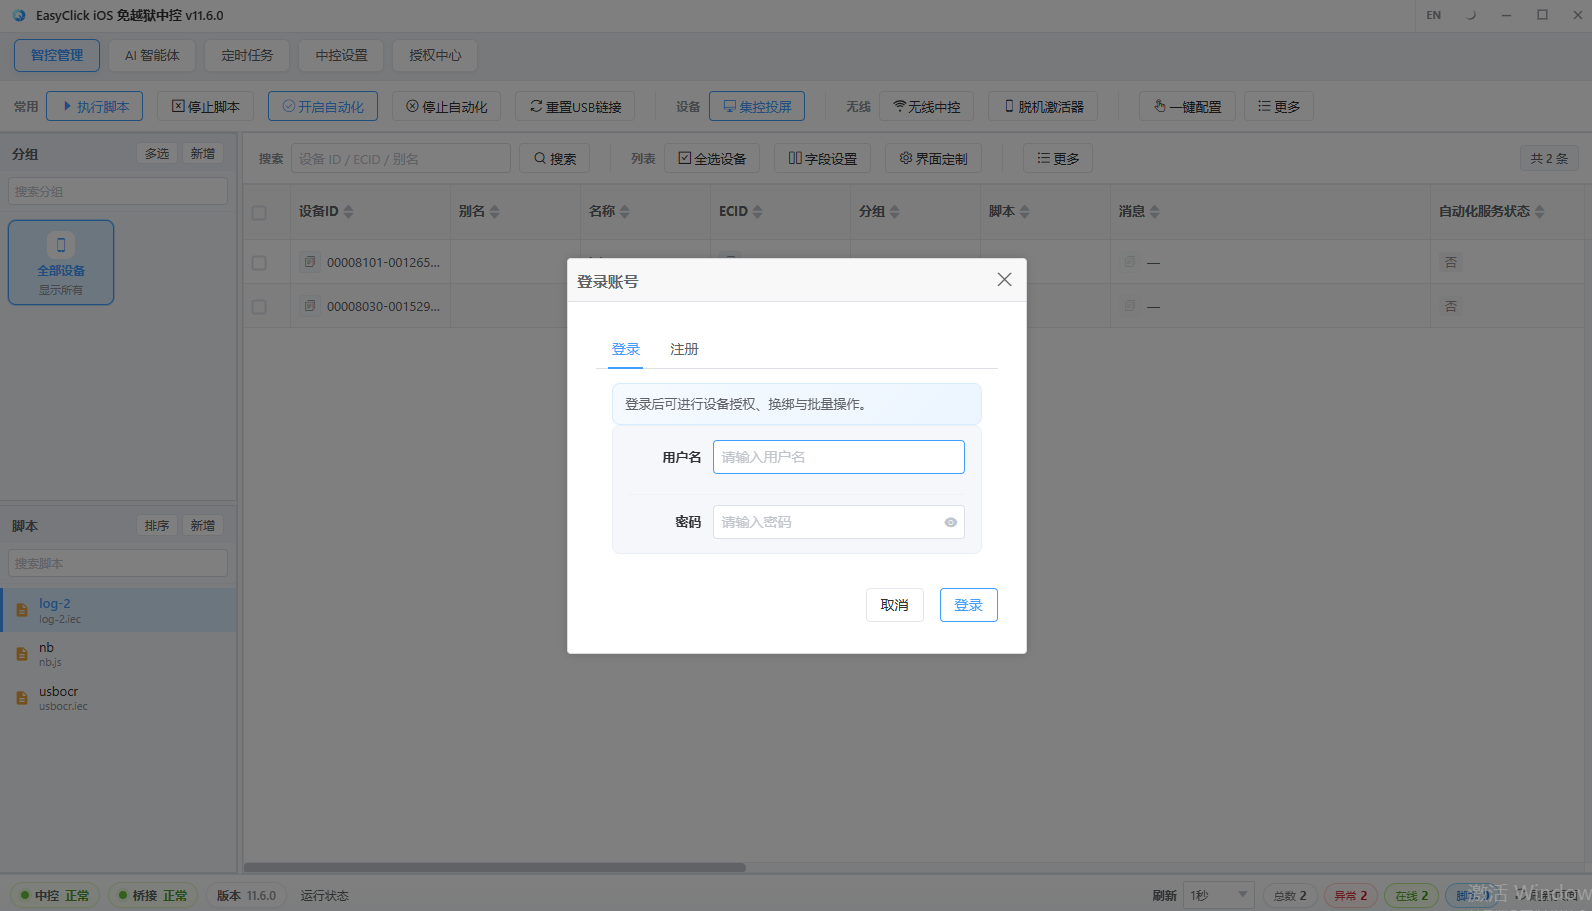 EasyClick iOS 免越狱中控 v11.6.0
EN
智控管理
AI 智能体
定时任务
中控设置
授权中心
常用
执行脚本
停止脚本
开启自动化
停止自动化
重置USB链接
设备
集控投屏
无线
无线中控
脱机激活器
一键配置
更多
分组
多选
新增
搜索分组
全部设备
显示所有
搜索
设备 ID / ECID / 别名
搜索
列表
全选设备
字段设置
界面定制
更多
共 2 条
设备ID
别名
名称
ECID
分组
脚本
消息
自动化服务状态
00008101-001265...
—
否
00008030-001529...
—
否
登录账号
登录
注册
登录后可进行设备授权、换绑与批量操作。
用户名
请输入用户名
密码
请输入密码
取消
登录
脚本
排序
新增
搜索脚本
log-2
log-2.iec
nb
nb.js
usbocr
usbocr.iec
中控 正常
桥接 正常
版本 11.6.0
运行状态
刷新
1秒
总数 2
异常 2
在线 2
激活 Window